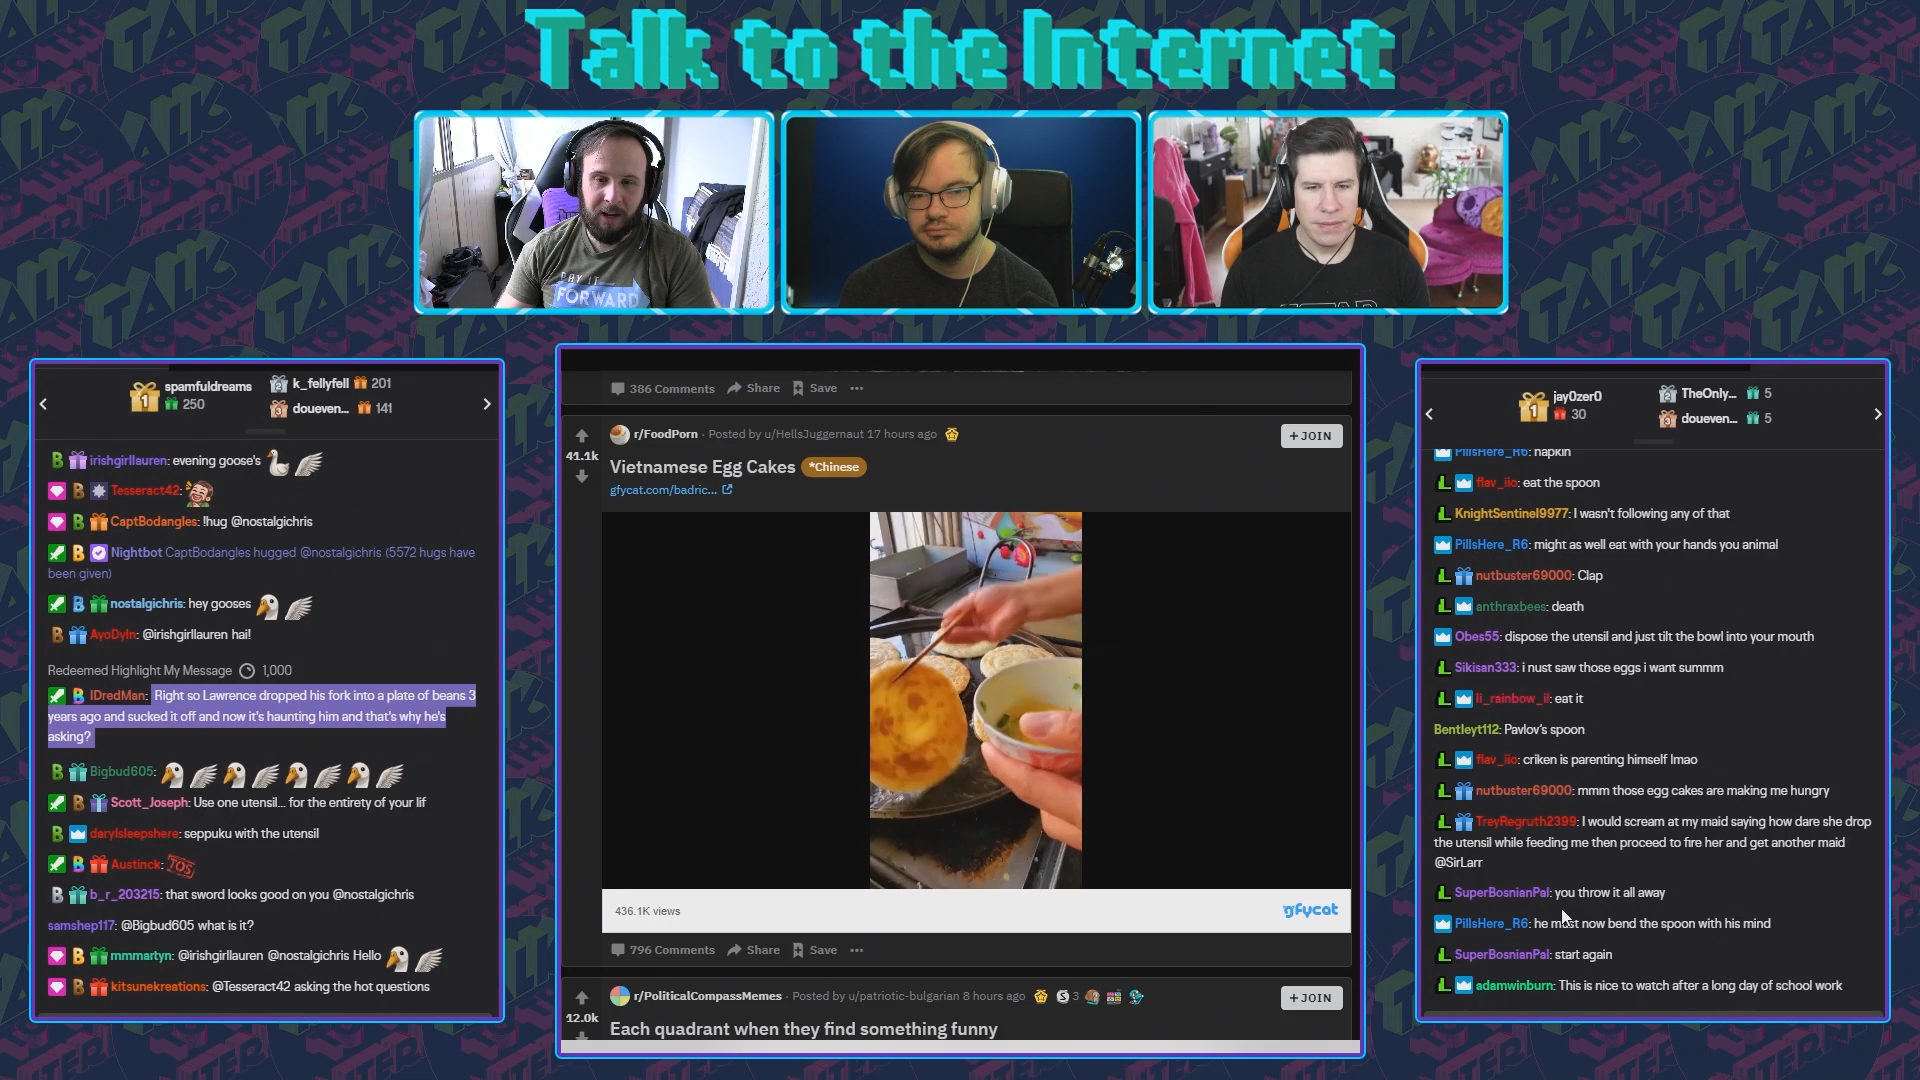 Talk to the Internet
PAY IT
FORWARD
spamfuldreams
250
k_fellyfell 201
doueven... 141
irishgirllauren: evening goose's
Tesseract42:
CaptBodangles: !hug @nostalgichris
Nightbot CaptBodangles hugged @nostalgichris (5572 hugs have
been given)
nostalgichris: hey gooses
AyoDyln: @irishgirllauren hai!
Redeemed Highlight My Message 1,000
IDredMan: Right so Lawrence dropped his fork into a plate of beans 3
years ago and sucked it off and now it's haunting him and that's why he's
asking?
Bigbud605:
Scott_Joseph: Use one utensil... for the entirety of your lif
darylsleepshere: seppuku with the utensil
Austinck: TOS
b_r_203215: that sword looks good on you @nostalgichris
samshep117: @Bigbud605 what is it?
mmmartyn: @irishgirllauren @nostalgichris Hello
kitsunekreations: @Tesseract42 asking the hot questions
386 Comments Share Save
r/FoodPorn · Posted by u/HellsJuggernaut 17 hours ago
+ JOIN
41.1k
Vietnamese Egg Cakes *Chinese
gfycat.com/badric...
436.1K views
gfycat
796 Comments Share Save
r/PoliticalCompassMemes · Posted by u/patriotic-bulgarian 8 hours ago 3
+ JOIN
12.0k
Each quadrant when they find something funny
jay0zer0
30
TheOnly... 5
doueven... 5
PillsHere_R6: napkin
flav_iio: eat the spoon
KnightSentinel9977: I wasn't following any of that
PillsHere_R6: might as well eat with your hands you animal
nutbuster69000: Clap
anthraxbees: death
Obes55: dispose the utensil and just tilt the bowl into your mouth
Sikisan333: i nust saw those eggs i want summm
li_rainbow_il: eat it
Bentleyt112: Pavlov's spoon
flav_iio: criken is parenting himself lmao
nutbuster69000: mmm those egg cakes are making me hungry
TreyRegruth2399: I would scream at my maid saying how dare she drop
the utensil while feeding me then proceed to fire her and get another maid
@SirLarr
SuperBosnianPal: you throw it all away
PillsHere_R6: he must now bend the spoon with his mind
SuperBosnianPal: start again
adamwinburn: This is nice to watch after a long day of school work